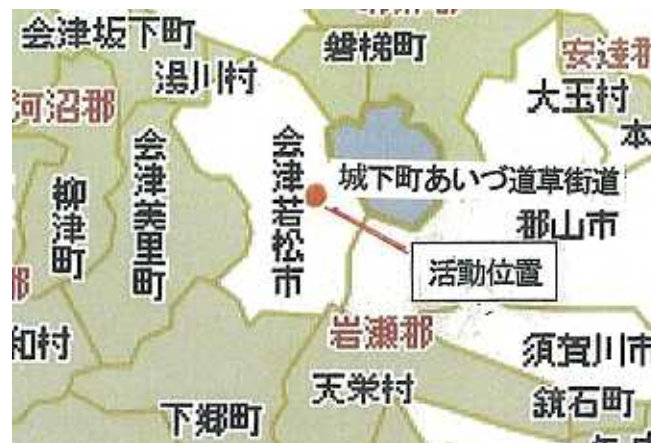 会津坂下町
磐梯町
湯川村
安達郡
河沼郡
大玉村
本
会津若松市
会津美里町
柳津町
城下町あいづ道草街道
郡山市
活動位置
郡
岩瀬郡
和村
須賀川市
天栄村
下郷町
鏡石町